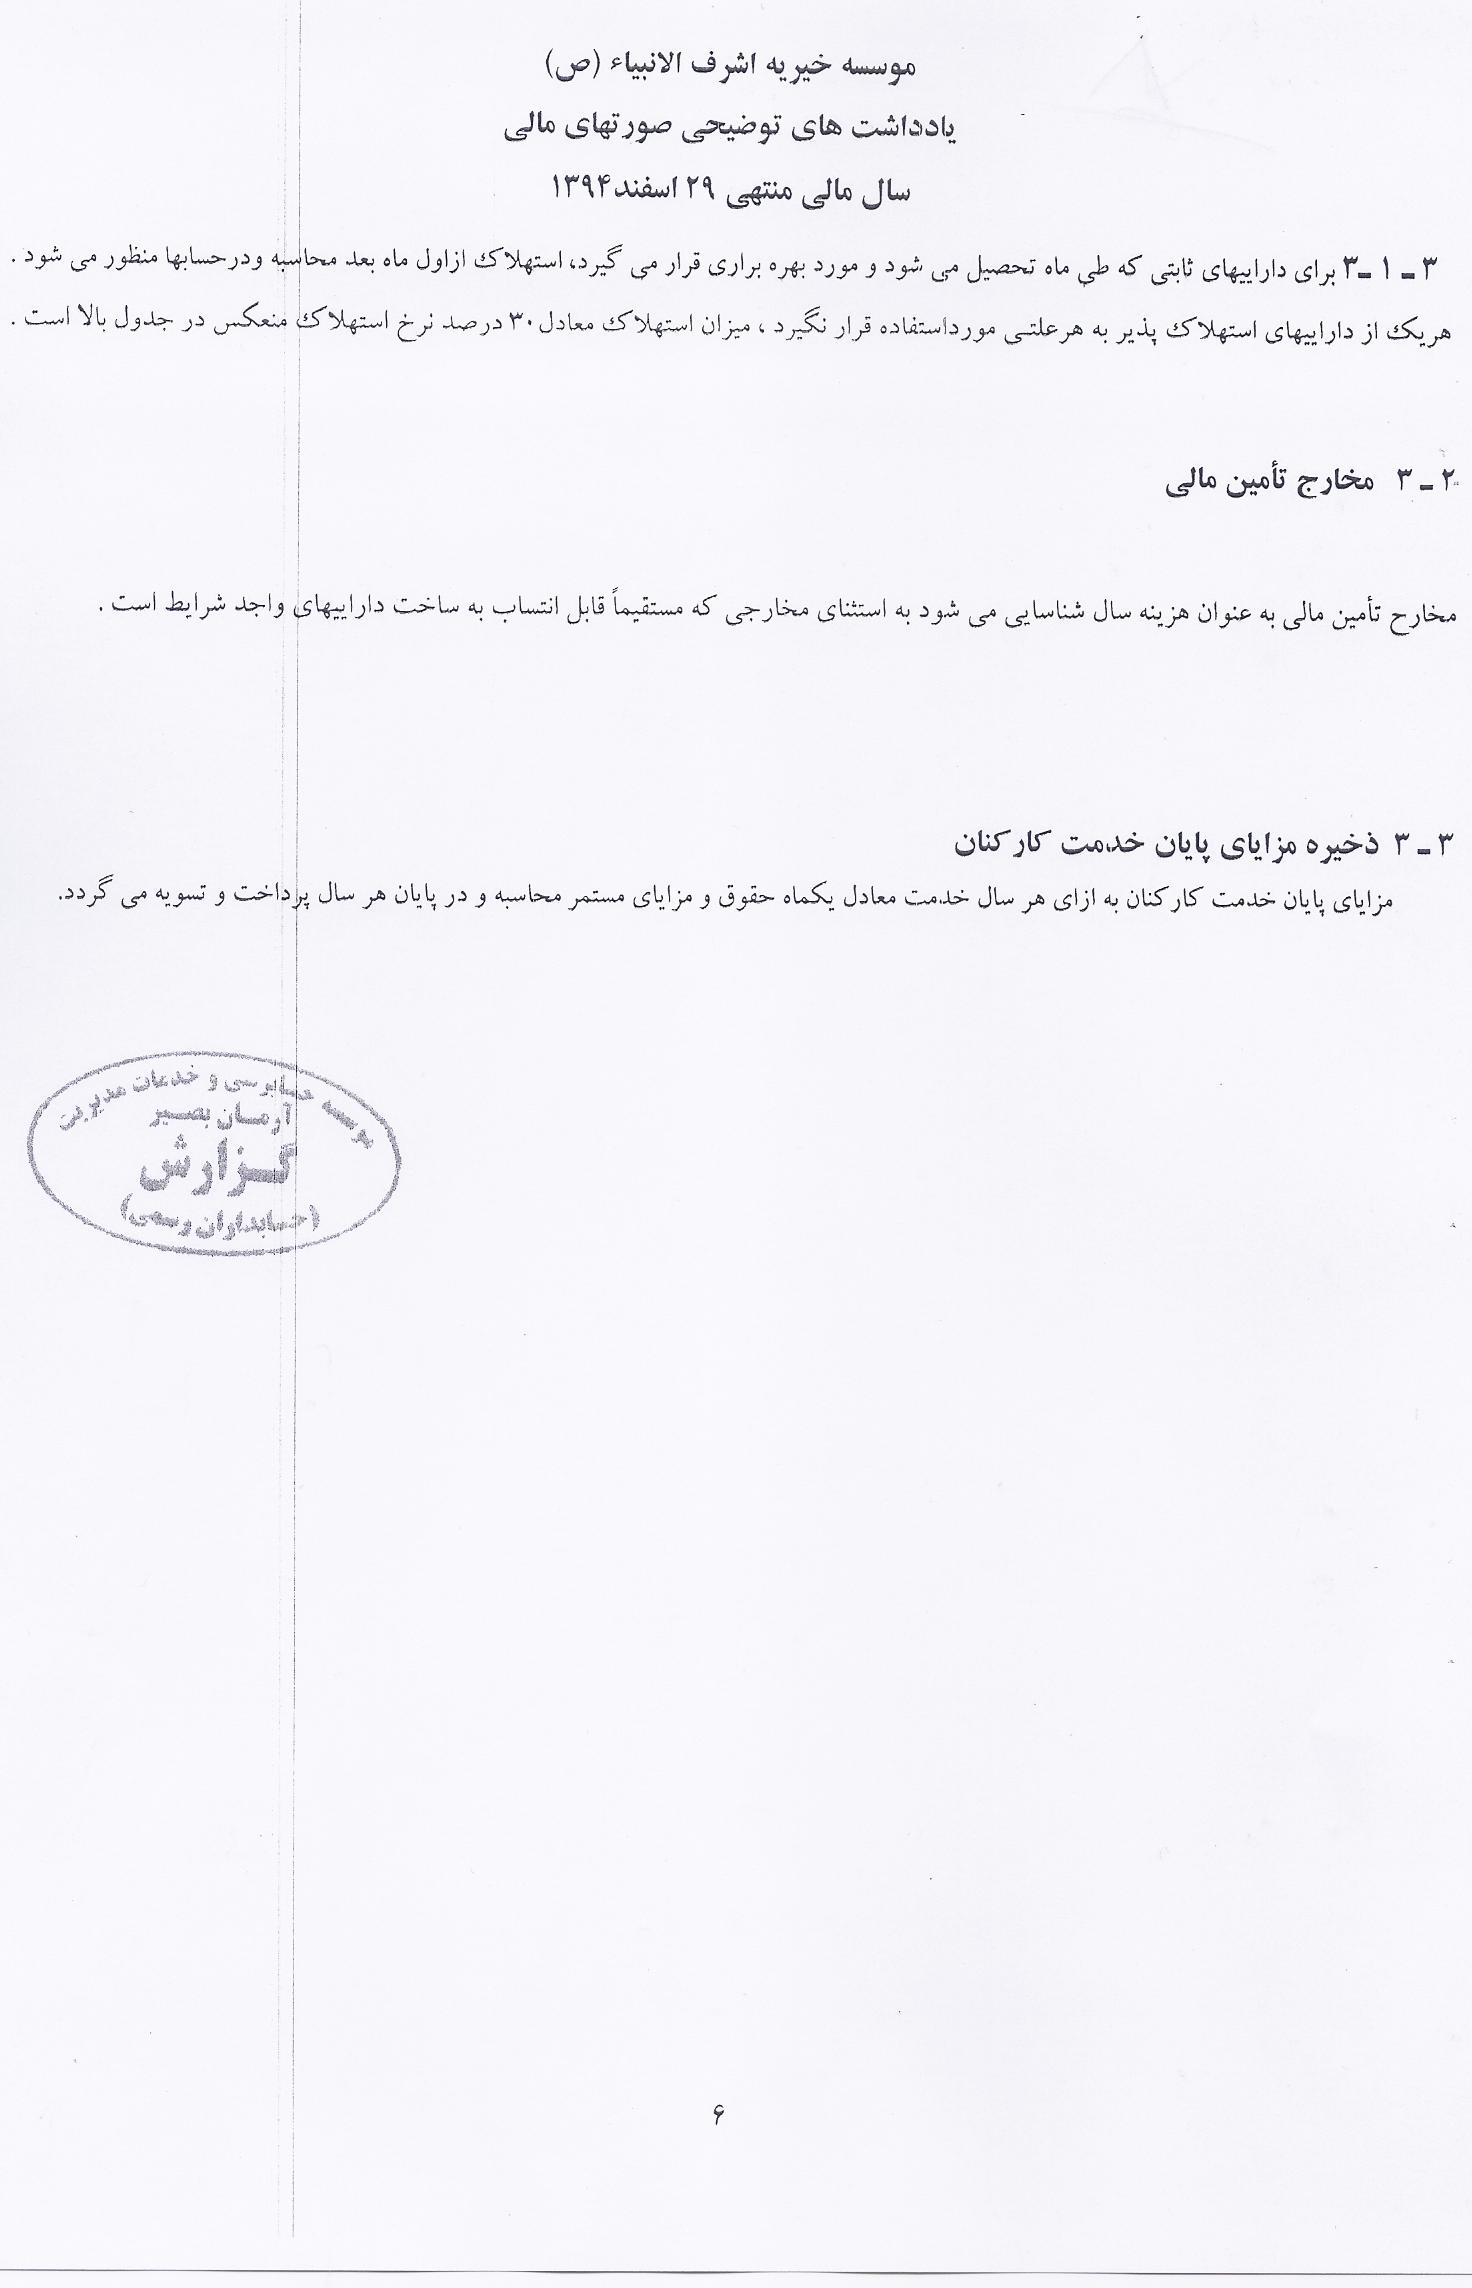 موسسه خیریه اشرف الانبیاء (ص)
یادداشت های توضیحی صورتهای مالی
سال مالی منتهی ۲۹ اسفند۱۳۹۴
۳ ـ ۱ ـ۳ برای داراییهای ثابتی که طی ماه تحصیل می شود و مورد بهره براری قرار می گیرد، استهلاک ازاول ماه بعد محاسبه ودرحسابها منظور می شود .
هریک از داراییهای استهلاک پذیر به هرعلتی مورداستفاده قرار نگیرد ، میزان استهلاک معادل۳۰ درصد نرخ استهلاک منعکس در جدول بالا است .
۲ ـ ۳ مخارج تأمین مالی
مخارح تأمین مالی به عنوان هزینه سال شناسایی می شود به استثنای مخارجی که مستقیماً قابل انتساب به ساخت داراییهای واجد شرایط است .
۳ ـ ۳ ذخیره مزایای پایان خدمت کارکنان
مزایای پایان خدمت کارکنان به ازای هر سال خدمت معادل یکماه حقوق و مزایای مستمر محاسبه و در پایان هر سال پرداخت و تسویه می گردد.
موسسه حسابرسی و خدمات مدیریت
آرمان بصیر
گزارش
(حسابداران رسمی)
۶